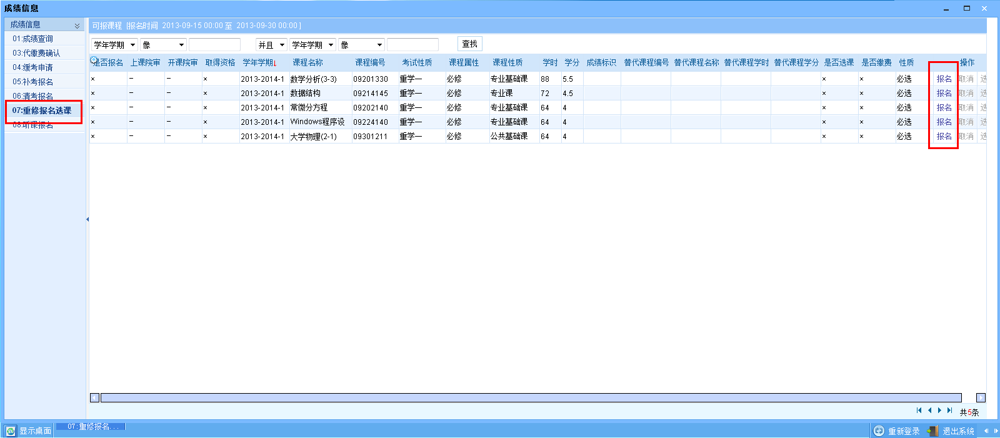 成绩信息
成绩信息
01:成绩查询
03:代缴费确认
04:缓考申请
05:补考报名
06:清考报名
07:重修报名选课
08:听课报名
可报课程 [报名时间 2013-09-15 00:00 至 2013-09-30 00:00]
学年学期 像 并且 学年学期 像 查找
是否报名 上课院审 开课院审 取得资格 学年学期↓ 课程名称 课程编号 考试性质 课程属性 课程性质 学时 学分 成绩标识 替代课程编号 替代课程名称 替代课程学时 替代课程学分 是否选课 是否缴费 性质 操作
× － － × 2013-2014-1 数学分析(3-3) 09201330 重学一 必修 专业基础课 88 5.5 × × 必选 报名 取消 选
× － － × 2013-2014-1 数据结构 09214145 重学一 必修 专业课 72 4.5 × × 必选 报名 取消 选
× － － × 2013-2014-1 常微分方程 09202140 重学一 必修 专业基础课 64 4 × × 必选 报名 取消 选
× － － × 2013-2014-1 Windows程序设 09224140 重学一 必修 专业基础课 64 4 × × 必选 报名 取消 选
× － － × 2013-2014-1 大学物理(2-1) 09301211 重学一 必修 公共基础课 64 4 × × 必选 报名 取消 选
共5条
显示桌面 07:重修报名... 重新登录 退出系统